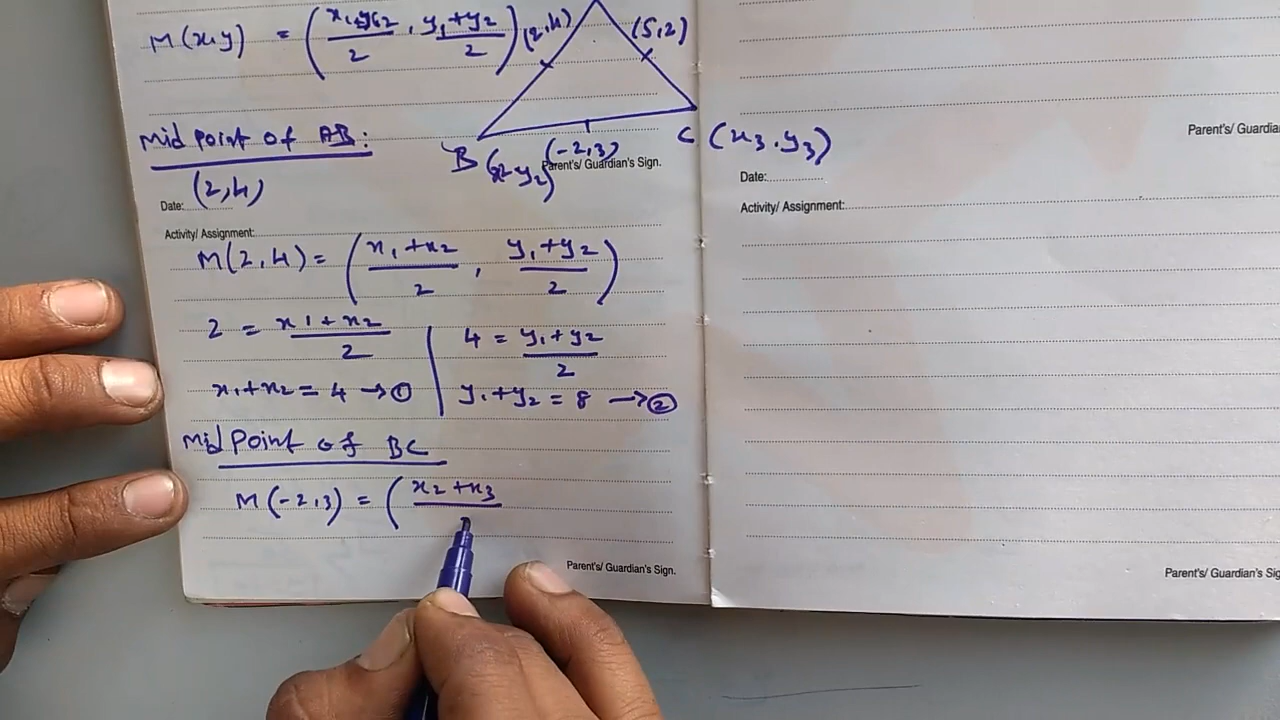 M(x,y) = (x1+x2/2 , y1+y2/2) (2,4) (5,2)
Mid point of AB:
B (x2 y2) (-2,3) C (x3,y3)
Parent's/ Guardian's Sign.
(2,4)
Date:
Activity/ Assignment:
M(2,4) = (x1+x2/2 , y1+y2/2)
2 = x1+x2/2 4 = y1+y2/2
x1+x2 = 4 → ① y1+y2 = 8 → ②
Mid Point of BC
M(-2,3) = (x2+x3
Parent's/ Guardian's Sign.
Parent's/ Guardia
Date:
Activity/ Assignment:
Parent's/ Guardian's Sig